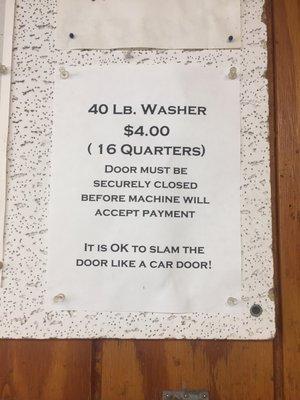 40 LB. WASHER
$4.00
( 16 QUARTERS)
DOOR MUST BE
SECURELY CLOSED
BEFORE MACHINE WILL
ACCEPT PAYMENT
IT IS OK TO SLAM THE
DOOR LIKE A CAR DOOR!